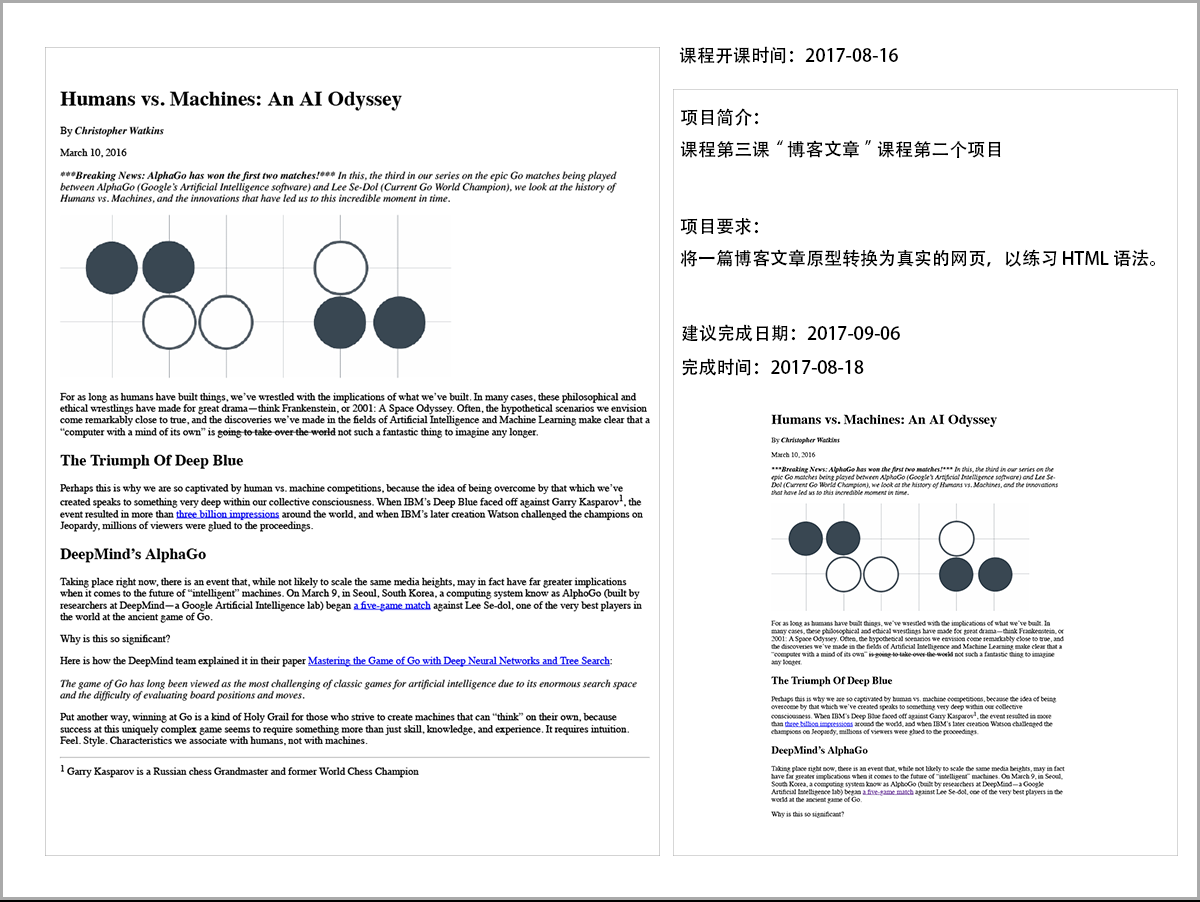 Humans vs. Machines: An AI Odyssey
By Christopher Watkins
March 10, 2016
***Breaking News: AlphaGo has won the first two matches!*** In this, the third in our series on the epic Go matches being played
between AlphaGo (Google's Artificial Intelligence software) and Lee Se-Dol (Current Go World Champion), we look at the history of
Humans vs. Machines, and the innovations that have led us to this incredible moment in time.
For as long as humans have built things, we've wrestled with the implications of what we've built. In many cases, these philosophical and
ethical wrestlings have made for great drama—think Frankenstein, or 2001: A Space Odyssey. Often, the hypothetical scenarios we envision
come remarkably close to true, and the discoveries we've made in the fields of Artificial Intelligence and Machine Learning make clear that a
“computer with a mind of its own” is going to take over the world not such a fantastic thing to imagine any longer.
The Triumph Of Deep Blue
Perhaps this is why we are so captivated by human vs. machine competitions, because the idea of being overcome by that which we've
created speaks to something very deep within our collective consciousness. When IBM's Deep Blue faced off against Garry Kasparov1, the
event resulted in more than three billion impressions around the world, and when IBM's later creation Watson challenged the champions on
Jeopardy, millions of viewers were glued to the proceedings.
DeepMind's AlphaGo
Taking place right now, there is an event that, while not likely to scale the same media heights, may in fact have far greater implications
when it comes to the future of “intelligent” machines. On March 9, in Seoul, South Korea, a computing system know as AlphoGo (built by
researchers at DeepMind—a Google Artificial Intelligence lab) began a five-game match against Lee Se-dol, one of the very best players in
the world at the ancient game of Go.
Why is this so significant?
Here is how the DeepMind team explained it in their paper Mastering the Game of Go with Deep Neural Networks and Tree Search:
The game of Go has long been viewed as the most challenging of classic games for artificial intelligence due to its enormous search space
and the difficulty of evaluating board positions and moves.
Put another way, winning at Go is a kind of Holy Grail for those who strive to create machines that can “think” on their own, because
success at this uniquely complex game seems to require something more than just skill, knowledge, and experience. It requires intuition.
Feel. Style. Characteristics we associate with humans, not with machines.
1 Garry Kasparov is a Russian chess Grandmaster and former World Chess Champion
课程开课时间：2017-08-16
项目简介：
课程第三课“博客文章”课程第二个项目
项目要求：
将一篇博客文章原型转换为真实的网页，以练习 HTML 语法。
建议完成日期：2017-09-06
完成时间：2017-08-18
Humans vs. Machines: An AI Odyssey
By Christopher Watkins
March 10, 2016
***Breaking News: AlphaGo has won the first two matches!*** In this, the third in our series on the
epic Go matches being played between AlphaGo (Google's Artificial Intelligence software) and Lee Se-
Dol (Current Go World Champion), we look at the history of Humans vs. Machines, and the innovations
that have led us to this incredible moment in time.
For as long as humans have built things, we've wrestled with the implications of what we've built. In
many cases, these philosophical and ethical wrestlings have made for great drama—think Frankenstein, or
2001: A Space Odyssey. Often, the hypothetical scenarios we envision come remarkably close to true, and
the discoveries we've made in the fields of Artificial Intelligence and Machine Learning make clear that a
“computer with a mind of its own” is going to take over the world not such a fantastic thing to imagine
any longer.
The Triumph Of Deep Blue
Perhaps this is why we are so captivated by human vs. machine competitions, because the idea of being
overcome by that which we've created speaks to something very deep within our collective
consciousness. When IBM's Deep Blue faced off against Garry Kasparov1, the event resulted in more
than three billion impressions around the world, and when IBM's later creation Watson challenged the
champions on Jeopardy, millions of viewers were glued to the proceedings.
DeepMind's AlphaGo
Taking place right now, there is an event that, while not likely to scale the same media heights, may in fact
have far greater implications when it comes to the future of “intelligent” machines. On March 9, in Seoul,
South Korea, a computing system know as AlphoGo (built by researchers at DeepMind—a Google
Artificial Intelligence lab) began a five-game match against Lee Se-dol, one of the very best players in the
world at the ancient game of Go.
Why is this so significant?